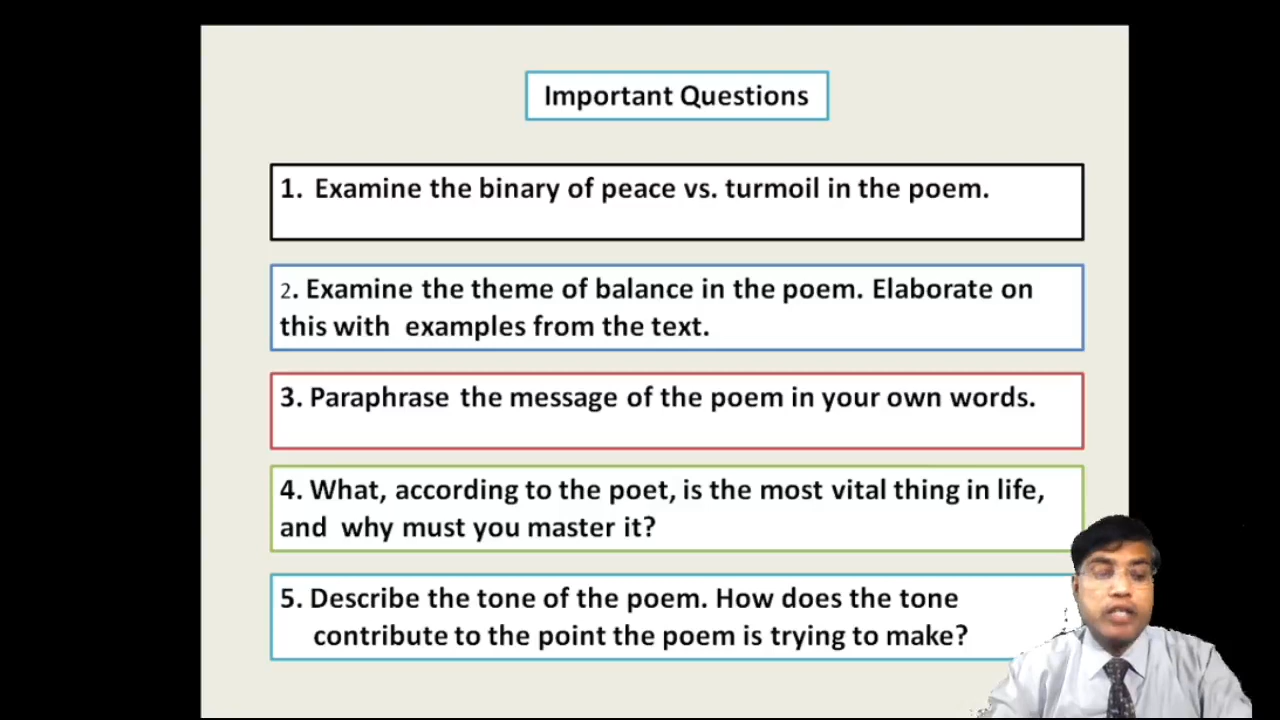 Important Questions
1. Examine the binary of peace vs. turmoil in the poem.
2. Examine the theme of balance in the poem. Elaborate on
this with examples from the text.
3. Paraphrase the message of the poem in your own words.
4. What, according to the poet, is the most vital thing in life,
and why must you master it?
5. Describe the tone of the poem. How does the tone
contribute to the point the poem is trying to make?